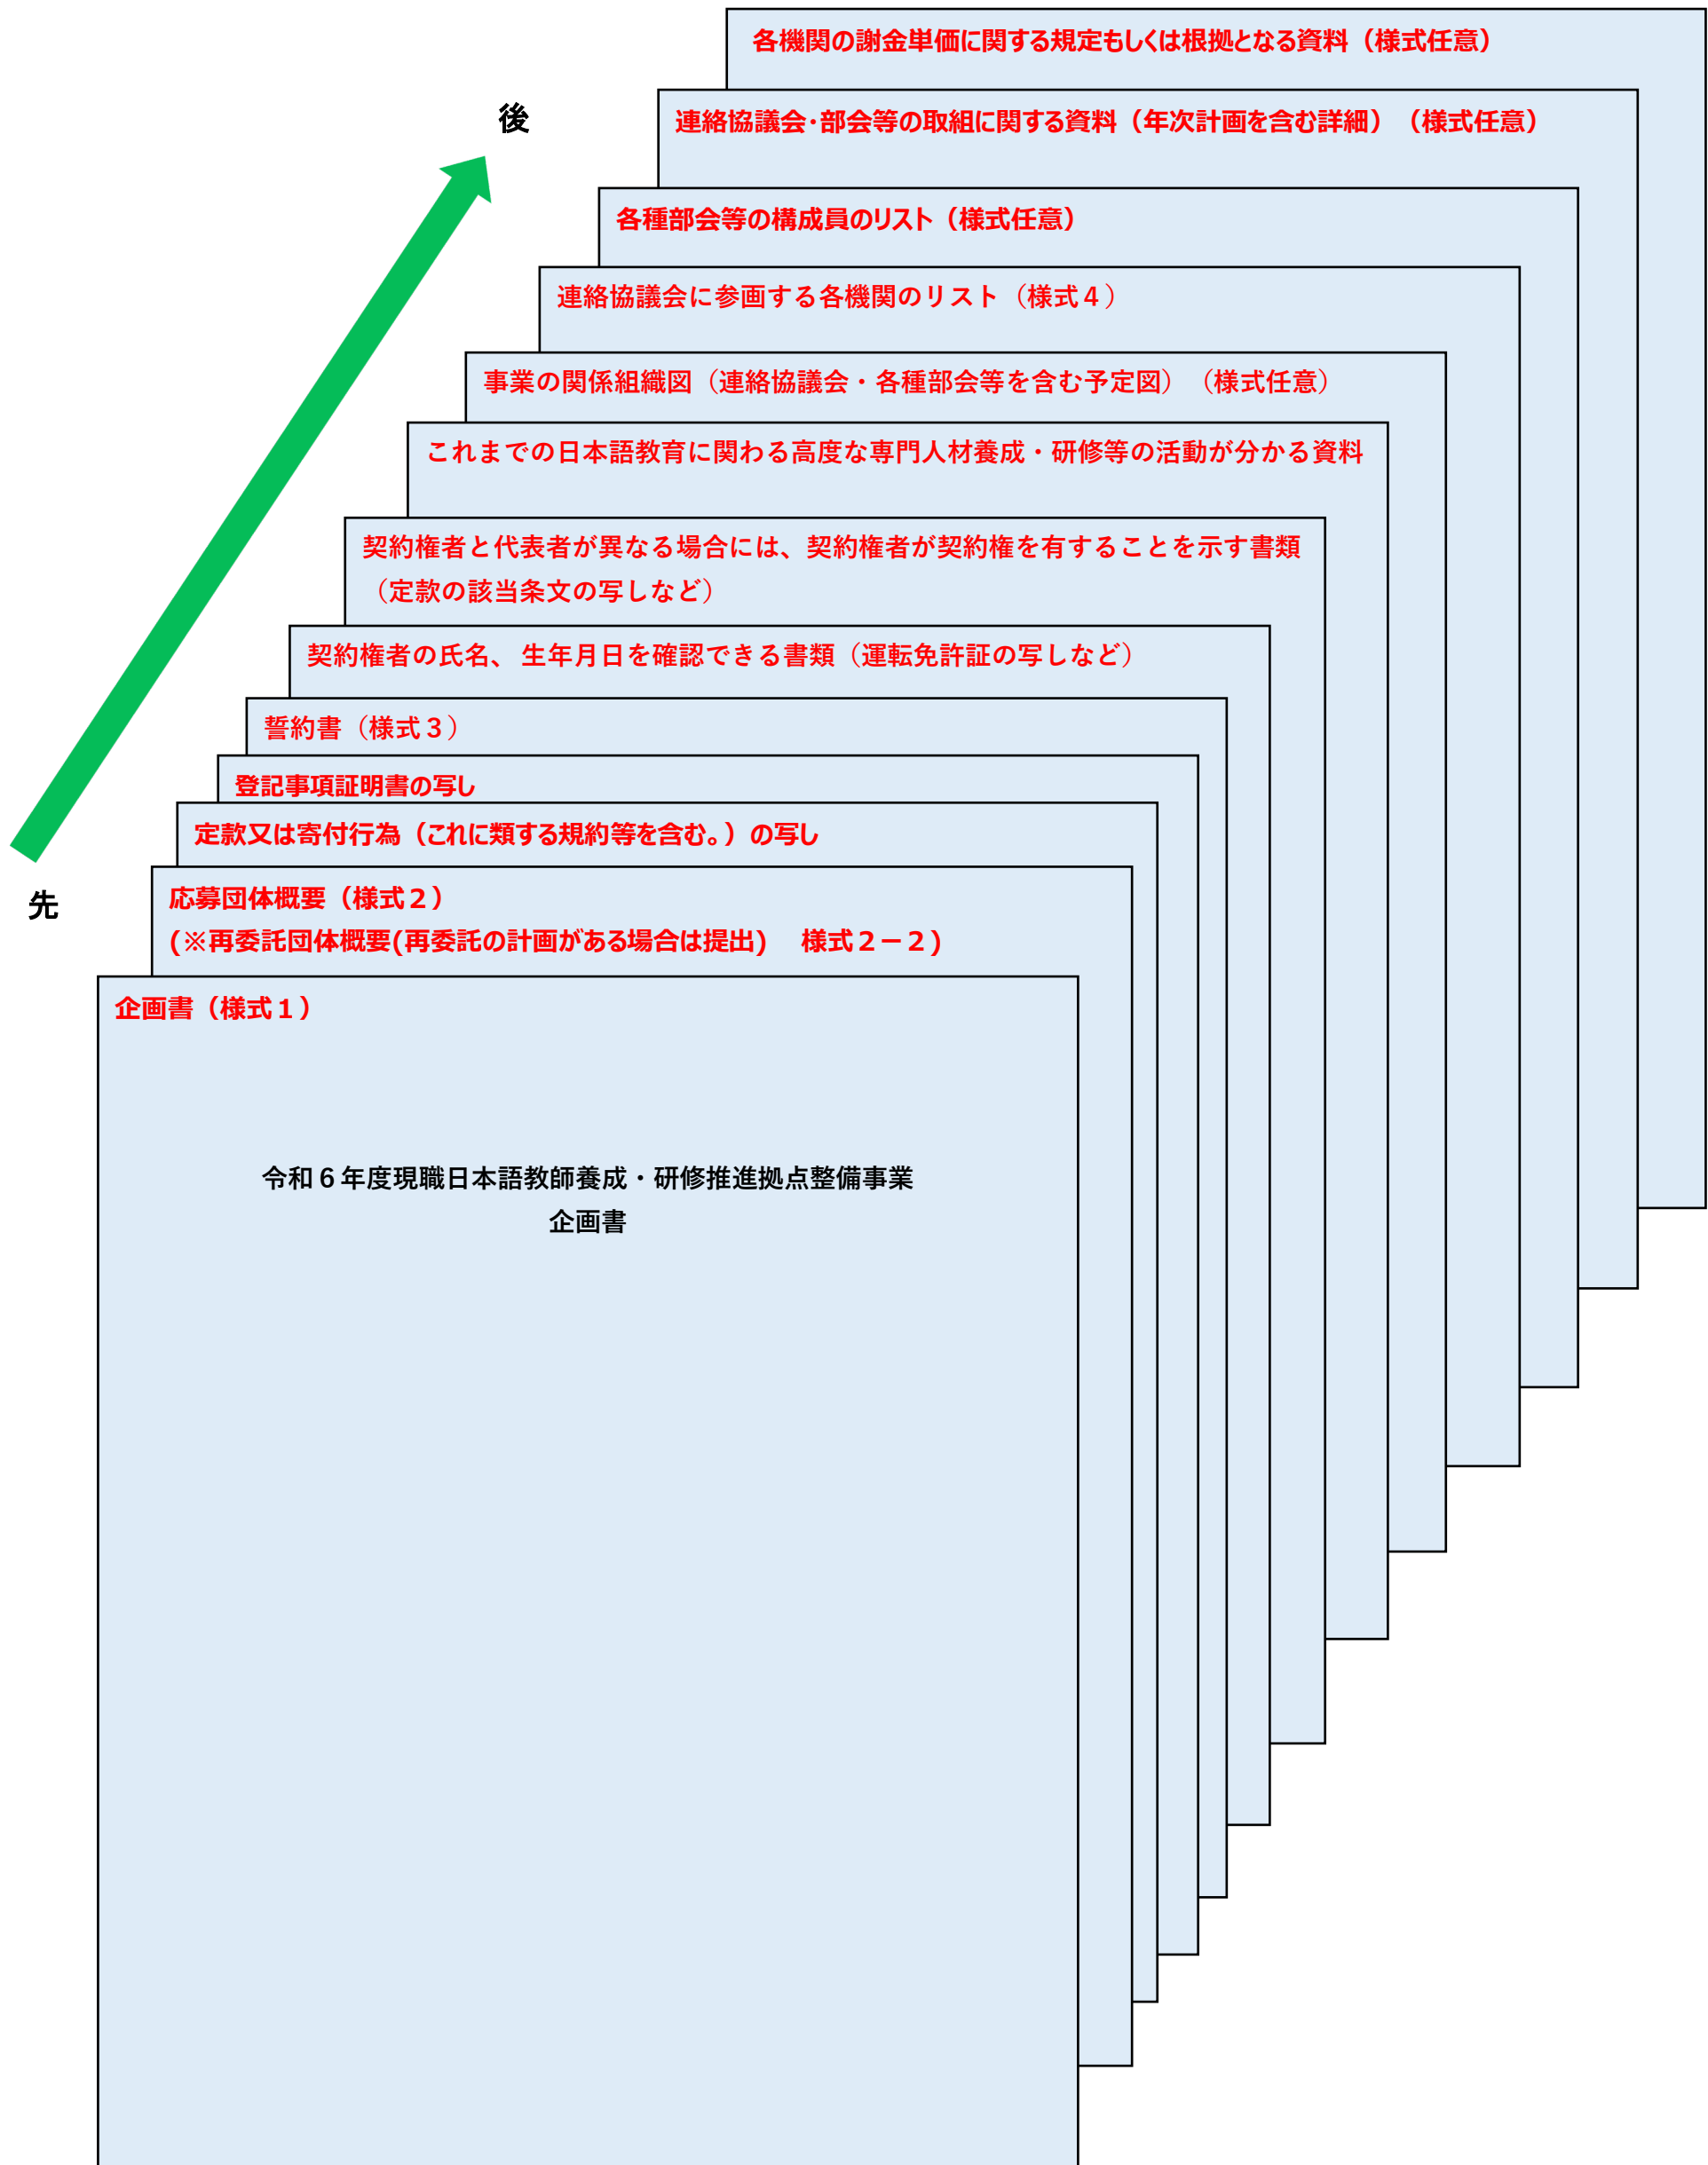 各機関の謝金単価に関する規定もしくは根拠となる資料（様式任意）
後
連絡協議会･部会等の取組に関する資料（年次計画を含む詳細）（様式任意）
各種部会等の構成員のリスト（様式任意）
連絡協議会に参画する各機関のリスト（様式４）
事業の関係組織図（連絡協議会・各種部会等を含む予定図）（様式任意）
これまでの日本語教育に関わる高度な専門人材養成・研修等の活動が分かる資料
契約権者と代表者が異なる場合には、契約権者が契約権を有することを示す書類
（定款の該当条文の写しなど）
契約権者の氏名、生年月日を確認できる書類（運転免許証の写しなど）
誓約書（様式３）
登記事項証明書の写し
定款又は寄付行為（これに類する規約等を含む。）の写し
先
応募団体概要（様式２）
(※再委託団体概要(再委託の計画がある場合は提出)　様式２－２)
企画書（様式１）
令和６年度現職日本語教師養成・研修推進拠点整備事業
企画書